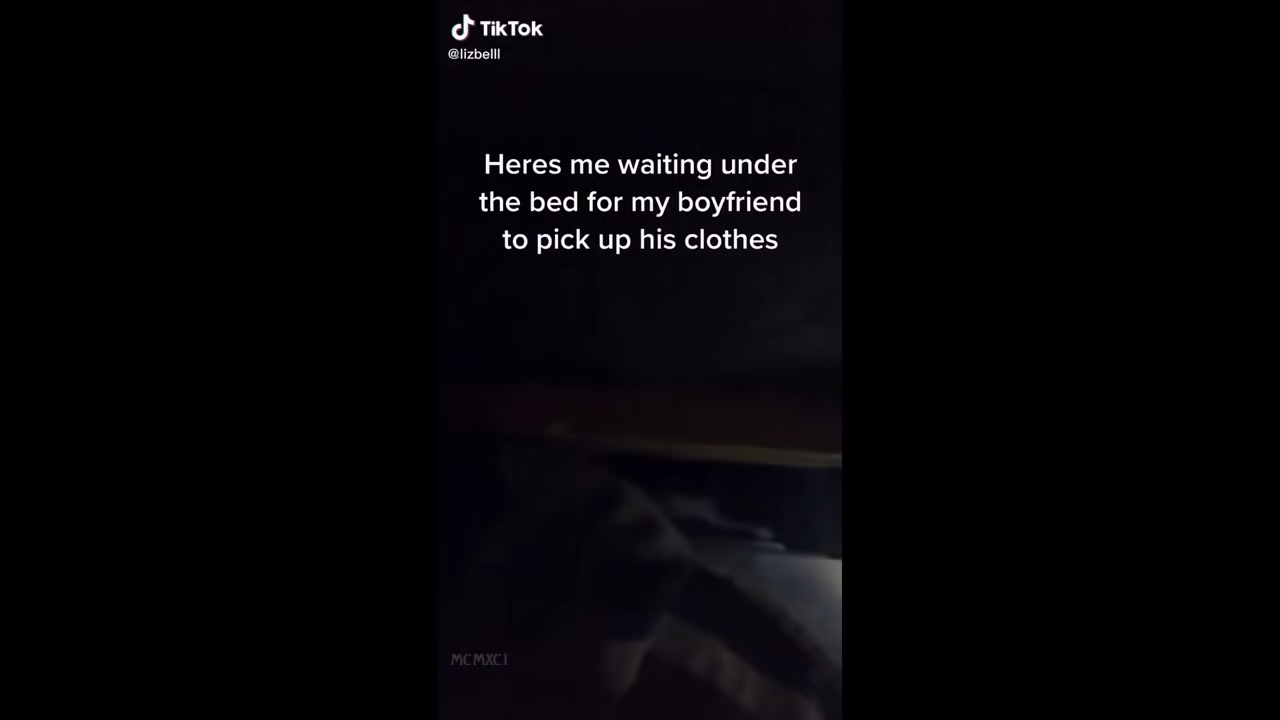 TikTok
@lizbelll
Heres me waiting under
the bed for my boyfriend
to pick up his clothes
MCMXCI